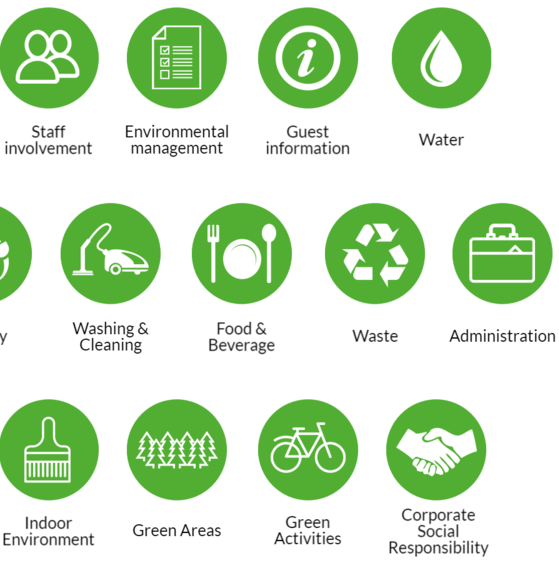 Staff
involvement
Environmental
management
Guest
information
Water
y
Washing &
Cleaning
Food &
Beverage
Waste
Administration
Indoor
Environment
Green Areas
Green
Activities
Corporate
Social
Responsibility